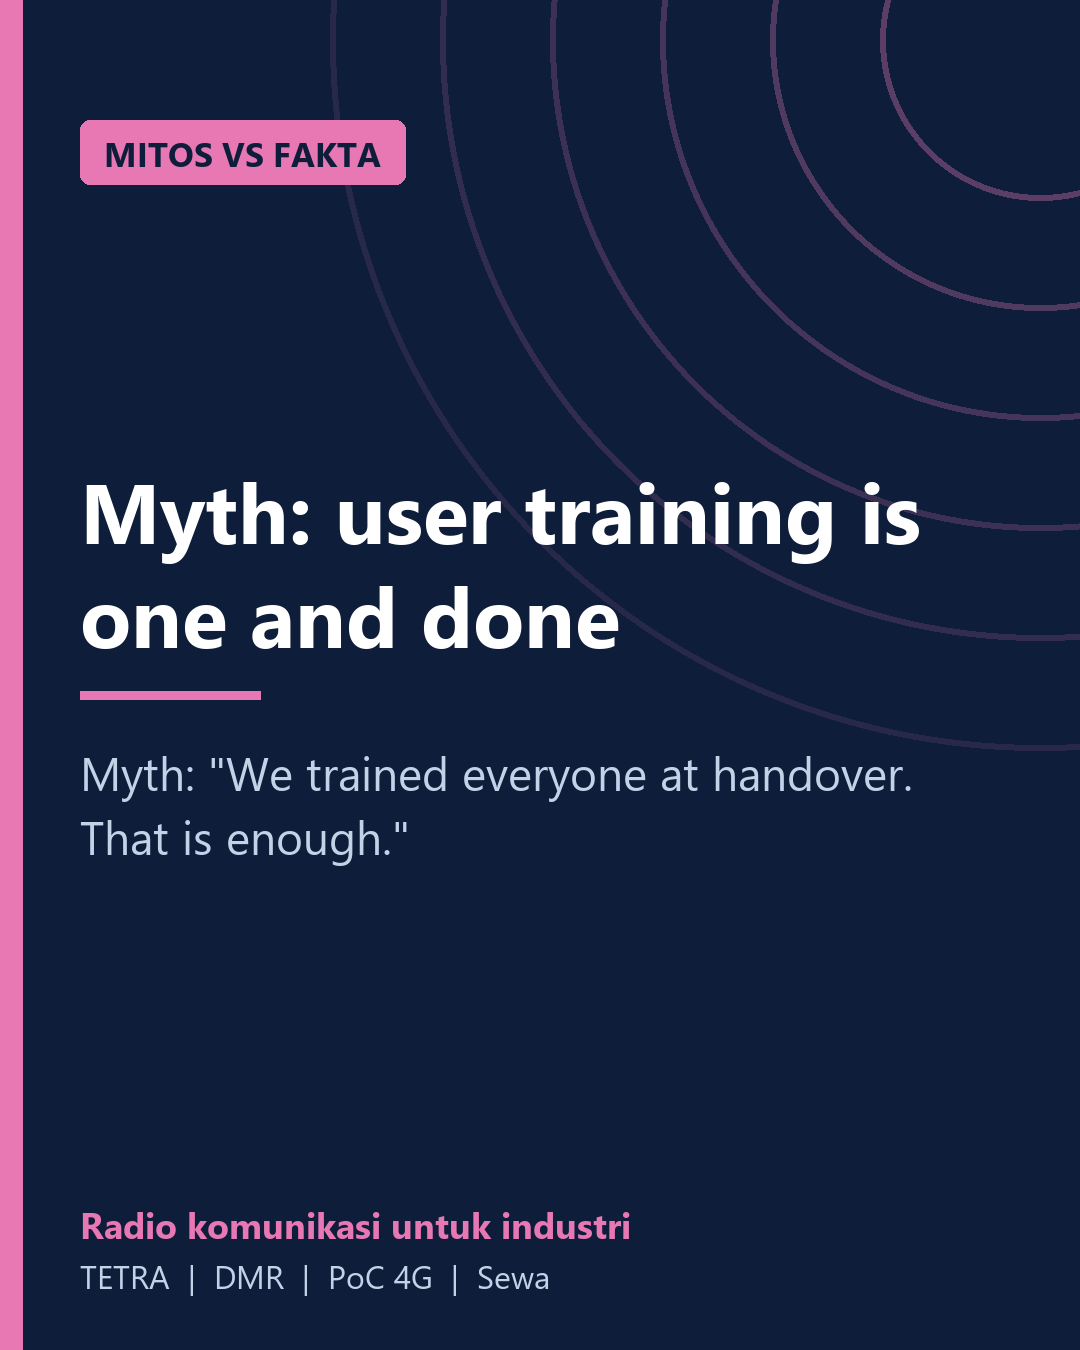 MITOS VS FAKTA
Myth: user training is
one and done
Myth: "We trained everyone at handover.
That is enough."
Radio komunikasi untuk industri
TETRA | DMR | PoC 4G | Sewa